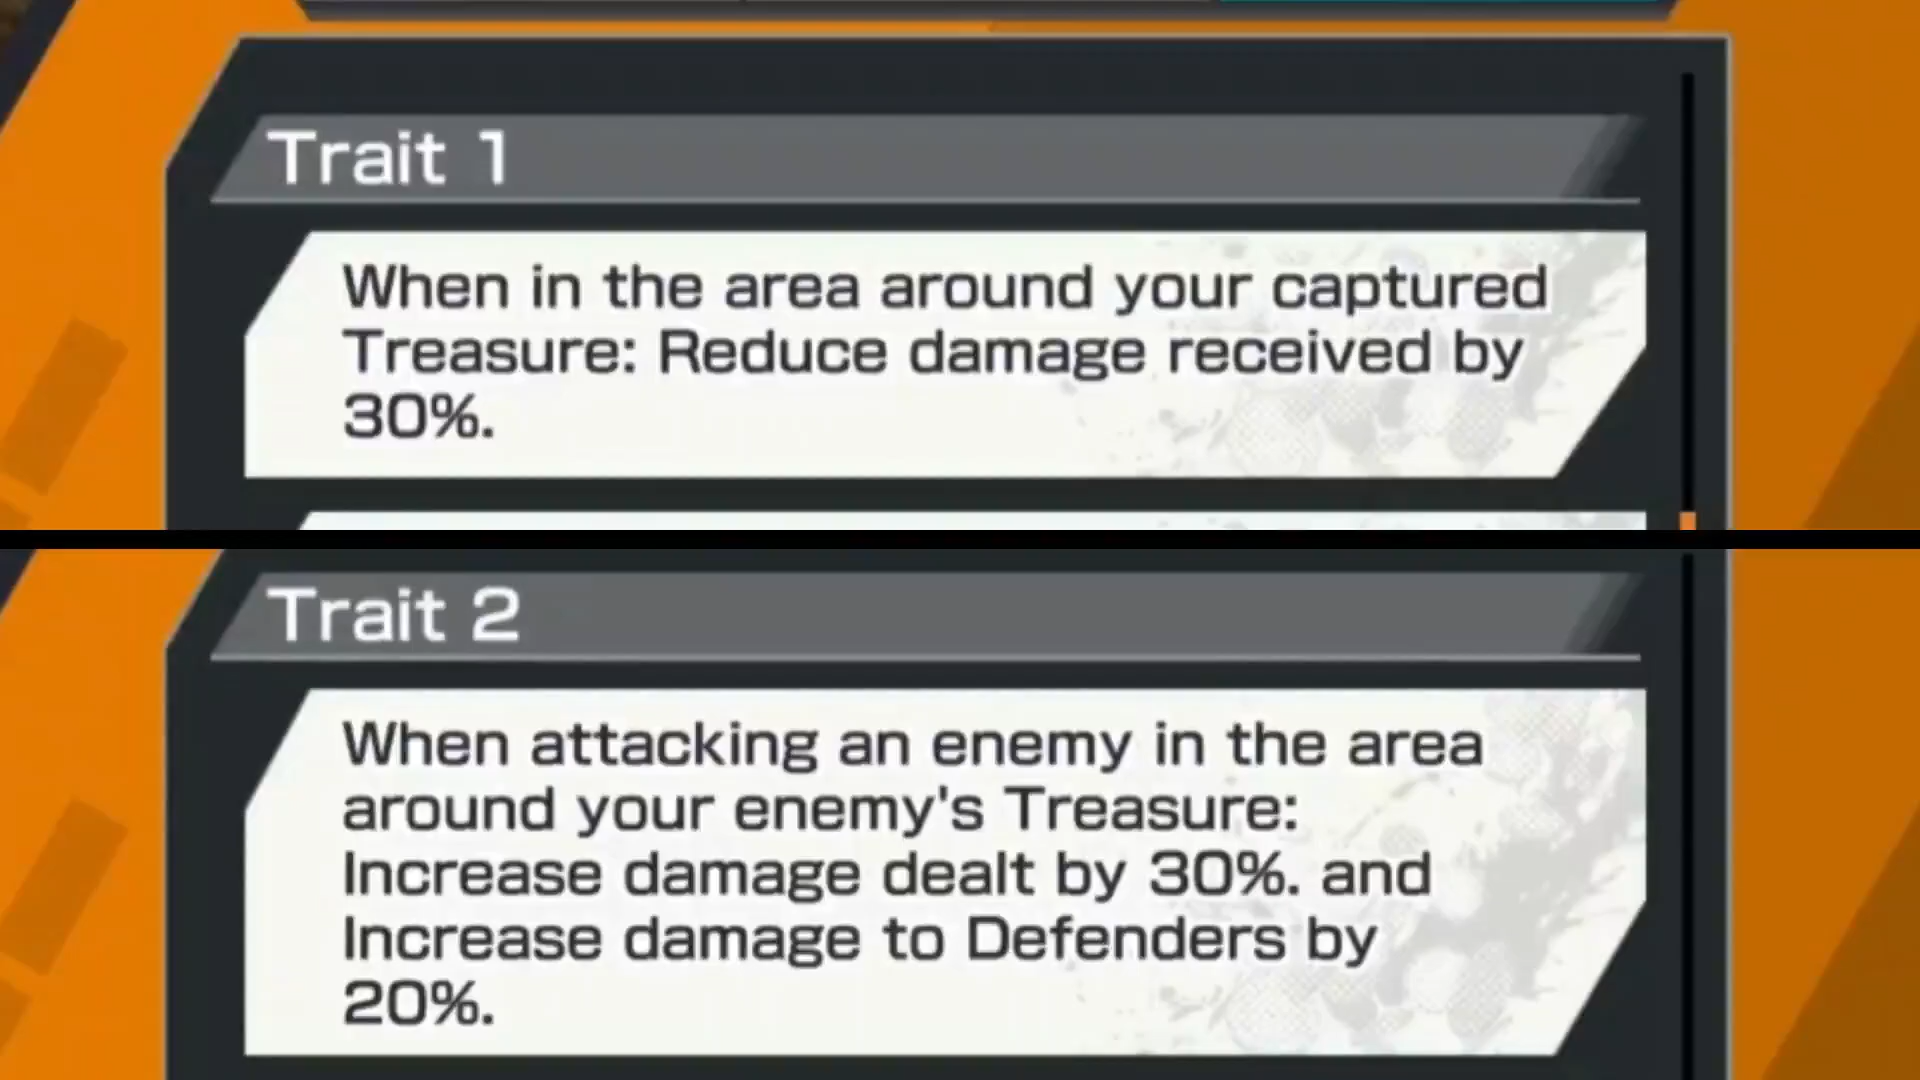 Trait 1
When in the area around your captured
Treasure: Reduce damage received by
30%.
Trait 2
When attacking an enemy in the area
around your enemy's Treasure:
Increase damage dealt by 30%. and
Increase damage to Defenders by
20%.